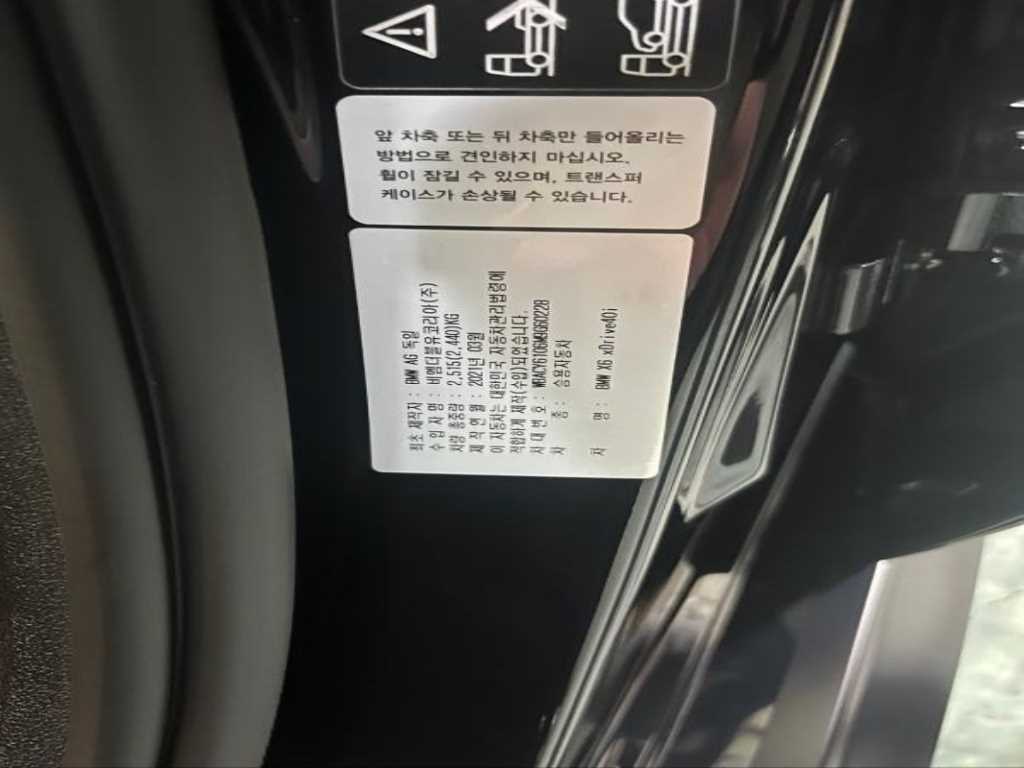 앞 차축 또는 뒤 차축만 들어올리는
방법으로 견인하지 마십시오.
휠이 잠길 수 있으며, 트랜스퍼
케이스가 손상될 수 있습니다.
최초 제작자 : BMW AG 독일
수 입 자 명 : 비엠더블유코리아(주)
차량 총중량 : 2,515(2,440)KG
제 작 연 월 : 2021년 03월
이 자동차는 대한민국 자동차관리법령에
적합하게 제작(수입)되었습니다.
차 대 번 호 :
차 종 : 승용자동차
차 명 : BMW X6 xDrive40i